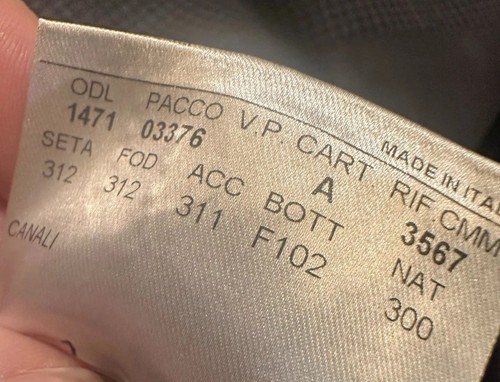 MADE IN ITA
ODL PACCO V.P. CART. RIF.CMM
1471 03376 A 3567
SETA FOD ACC BOTT NAT
312 312 311 F102 300
CANALI